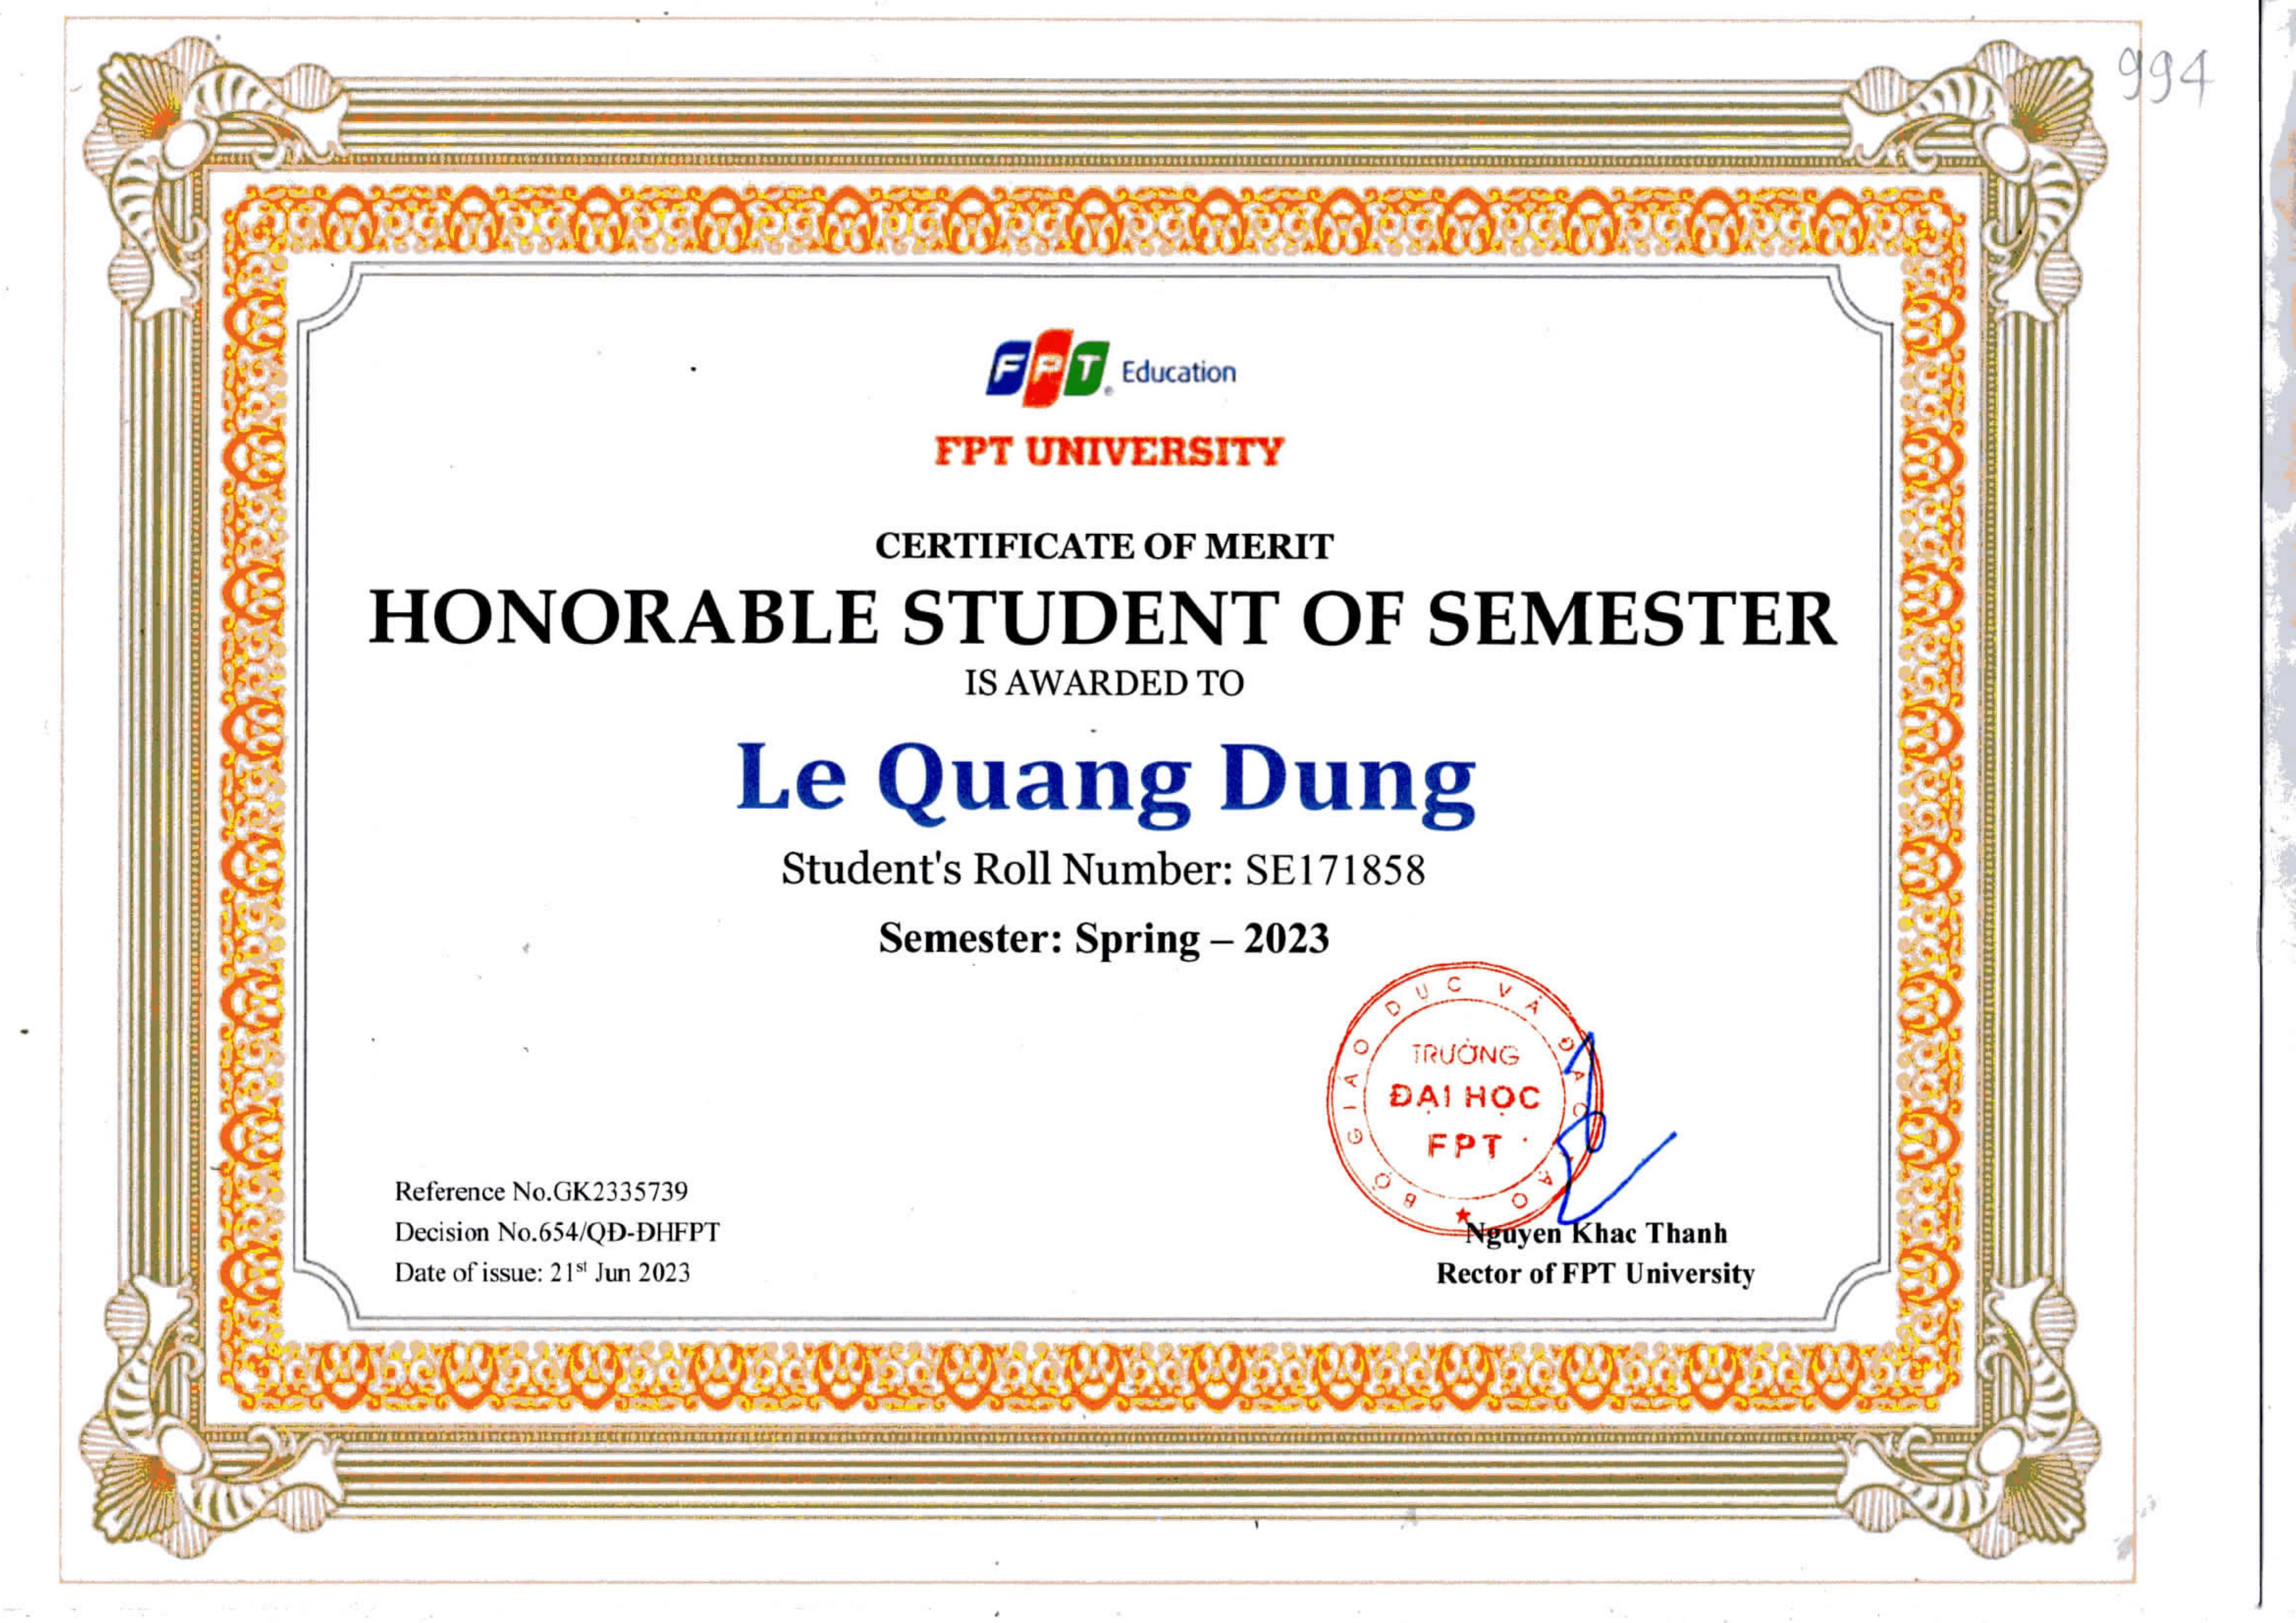 994
FPT Education
FPT UNIVERSITY
CERTIFICATE OF MERIT
HONORABLE STUDENT OF SEMESTER
IS AWARDED TO
Le Quang Dung
Student's Roll Number: SE171858
Semester: Spring – 2023
BỘ GIÁO DỤC VÀ ĐÀO TẠO
TRƯỜNG
ĐẠI HỌC
FPT
Reference No.GK2335739
Decision No.654/QĐ-ĐHFPT
Date of issue: 21st Jun 2023
Nguyen Khac Thanh
Rector of FPT University